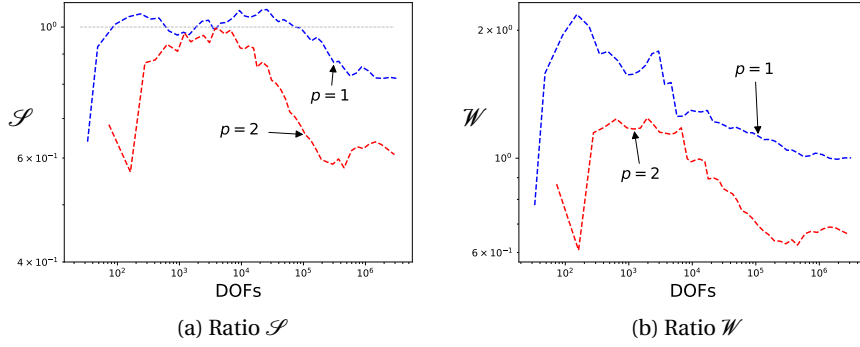 10⁰
6 × 10⁻¹
4 × 10⁻¹
𝒮
p = 1
p = 2
10² 10³ 10⁴ 10⁵ 10⁶
DOFs
(a) Ratio 𝒮
2 × 10⁰
10⁰
6 × 10⁻¹
𝒲
p = 1
p = 2
10² 10³ 10⁴ 10⁵ 10⁶
DOFs
(b) Ratio 𝒲